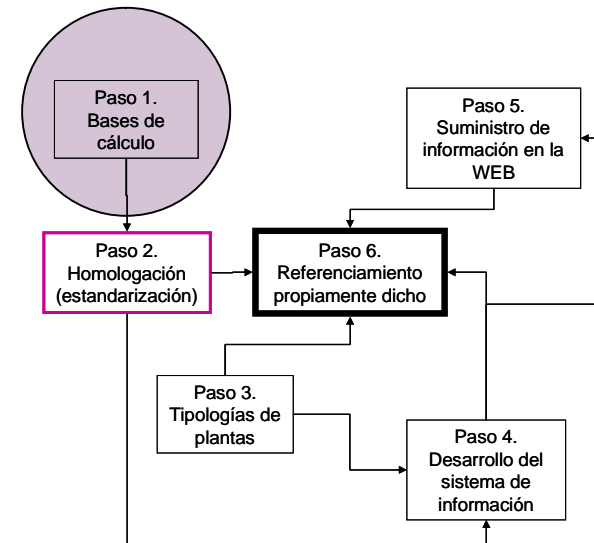 Paso 1.
Bases de
cálculo
Paso 5.
Suministro de
información en la
WEB
Paso 2.
Homologación
(estandarización)
Paso 6.
Referenciamiento
propiamente dicho
Paso 3.
Tipologías de
plantas
Paso 4.
Desarrollo del
sistema de
información